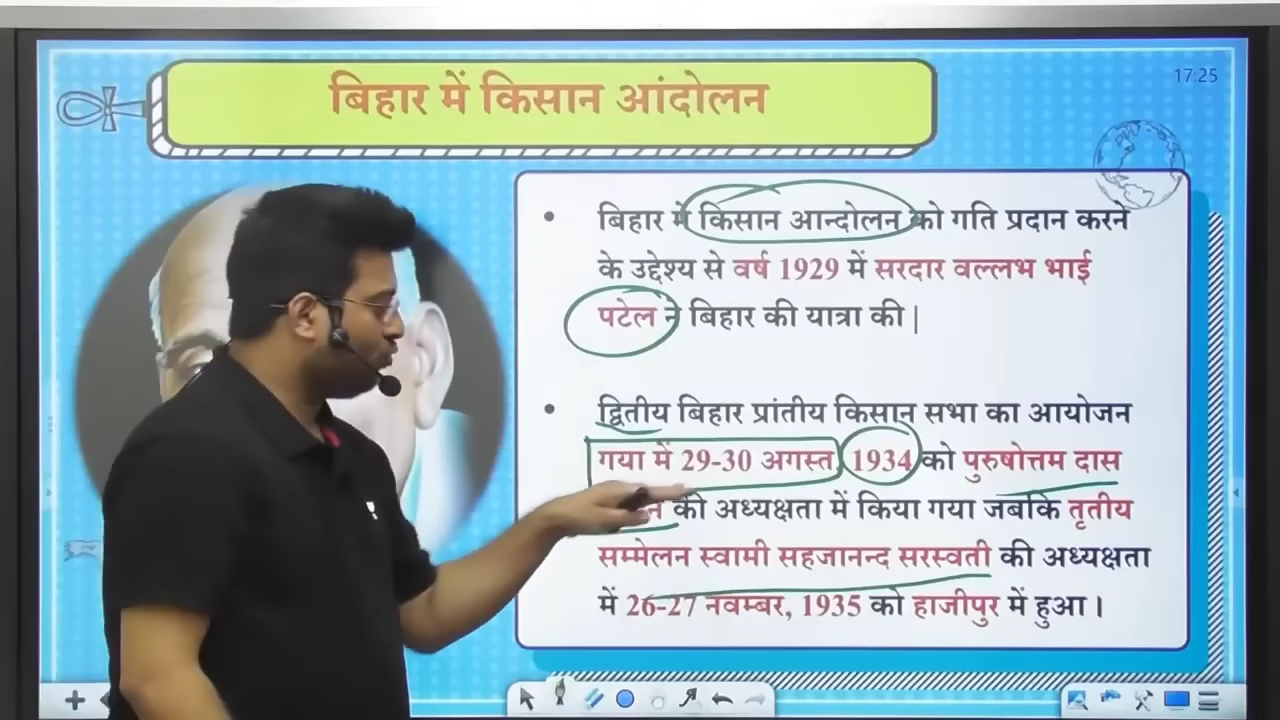 बिहार में किसान आंदोलन
17:25
बिहार में किसान आन्दोलन को गति प्रदान करने
के उद्देश्य से वर्ष 1929 में सरदार वल्लभ भाई
पटेल ने बिहार की यात्रा की |
द्वितीय बिहार प्रांतीय किसान सभा का आयोजन
गया में 29-30 अगस्त, 1934 को पुरुषोत्तम दास
की अध्यक्षता में किया गया जबकि तृतीय
सम्मेलन स्वामी सहजानन्द सरस्वती की अध्यक्षता
में 26-27 नवम्बर, 1935 को हाजीपुर में हुआ।